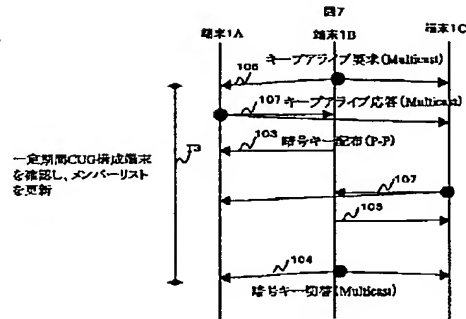 図7
端末1A 端末1B 端末1C
キープアライブ要求(Multicast)
106
107 キープアライブ応答(Multicast)
103 暗号キー配布(P-P)
T3
一定期間CUG構成端末
を確認し、メンバーリスト
を更新
107
103
104
暗号キー切替(Multicast)